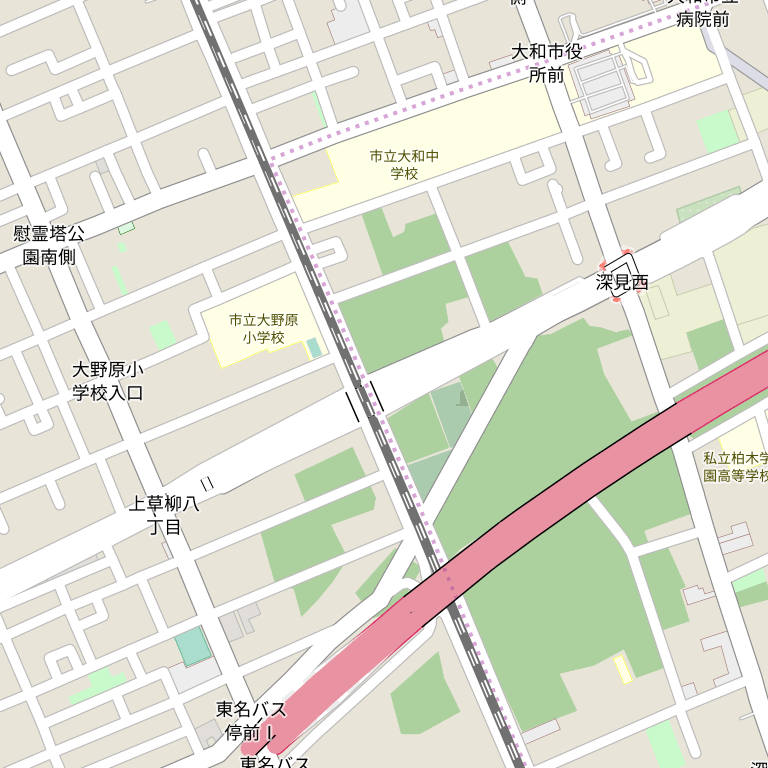 病院前
大和市役
所前
市立大和中
学校
慰霊塔公
園南側
深見西
市立大野原
小学校
大野原小
学校入口
私立柏木学
園高等学校
上草柳八
丁目
東名バス
停前
東名バス